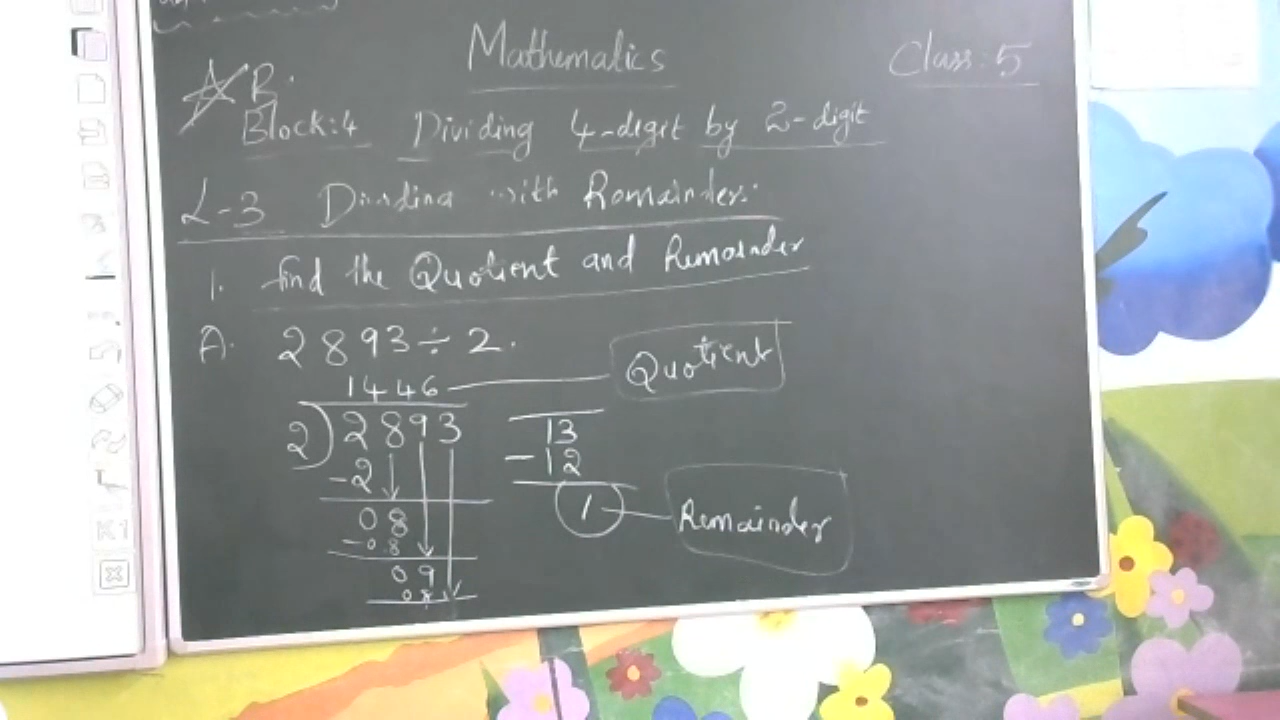 Mathematics
Class: 5
B.
Block:4 Dividing 4-digit by 2-digit
L-3 Dividing with Remainders.
1. find the Quotient and Remainder
A. 2893 ÷ 2.
1446
Quotient
2) 2893
-2
08
-08
09
08
13
-12
1
Remainder